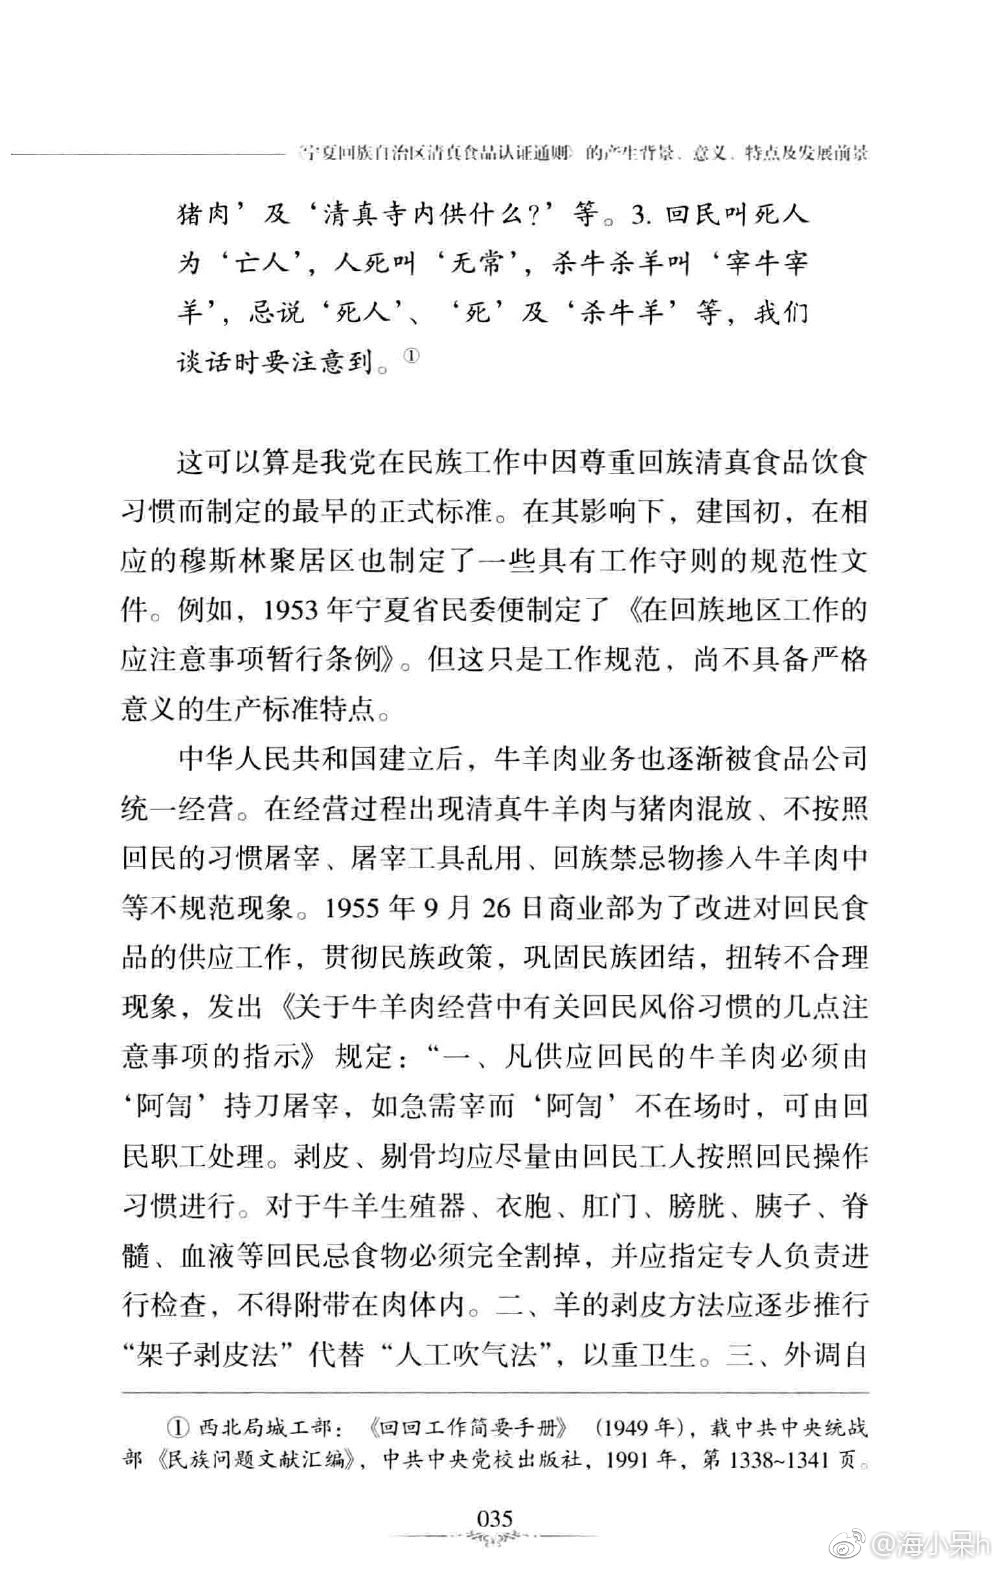 《宁夏回族自治区清真食品认证通则》的产生背景、意义、特点及发展前景
猪肉’及‘清真寺内供什么?’等。3. 回民叫死人
为‘亡人’，人死叫‘无常’，杀牛杀羊叫‘宰牛宰
羊’，忌说‘死人’、‘死’及‘杀牛羊’等，我们
谈话时要注意到。①
这可以算是我党在民族工作中因尊重回族清真食品饮食
习惯而制定的最早的正式标准。在其影响下，建国初，在相
应的穆斯林聚居区也制定了一些具有工作守则的规范性文
件。例如，1953 年宁夏省民委便制定了《在回族地区工作的
应注意事项暂行条例》。但这只是工作规范，尚不具备严格
意义的生产标准特点。
中华人民共和国建立后，牛羊肉业务也逐渐被食品公司
统一经营。在经营过程出现清真牛羊肉与猪肉混放、不按照
回民的习惯屠宰、屠宰工具乱用、回族禁忌物掺入牛羊肉中
等不规范现象。1955 年 9 月 26 日商业部为了改进对回民食
品的供应工作，贯彻民族政策，巩固民族团结，扭转不合理
现象，发出《关于牛羊肉经营中有关回民风俗习惯的几点注
意事项的指示》规定：“一、凡供应回民的牛羊肉必须由
‘阿訇’持刀屠宰，如急需宰而‘阿訇’不在场时，可由回
民职工处理。剥皮、剔骨均应尽量由回民工人按照回民操作
习惯进行。对于牛羊生殖器、衣胞、肛门、膀胱、胰子、脊
髓、血液等回民忌食物必须完全割掉，并应指定专人负责进
行检查，不得附带在肉体内。二、羊的剥皮方法应逐步推行
“架子剥皮法”代替“人工吹气法”，以重卫生。三、外调自
① 西北局城工部：《回回工作简要手册》（1949 年），载中共中央统战
部《民族问题文献汇编》，中共中央党校出版社，1991 年，第 1338~1341 页。
035
@海小呆h